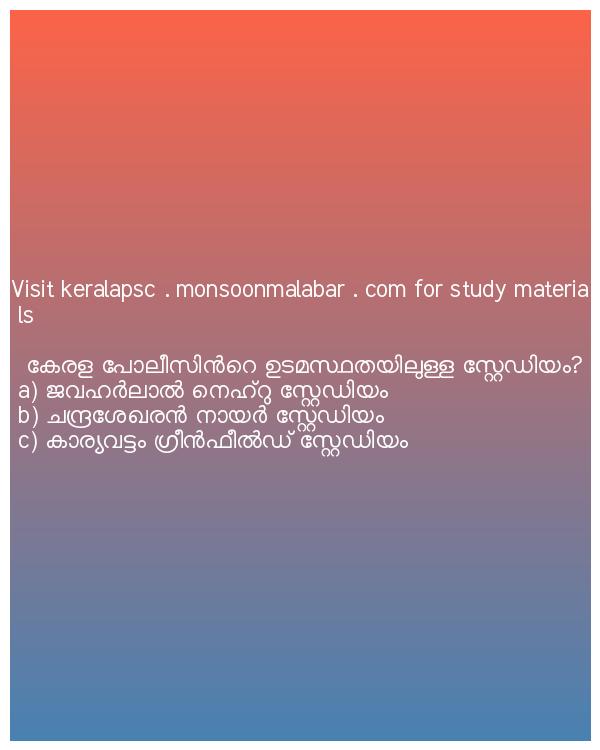 Visit keralapsc . monsoonmalabar . com for study materia
ls
കേരള പോലീസിൻറെ ഉടമസ്ഥതയിലുള്ള സ്റ്റേഡിയം?
a) ജവഹർലാൽ നെഹ്റു സ്റ്റേഡിയം
b) ചന്ദ്രശേഖരൻ നായർ സ്റ്റേഡിയം
c) കാര്യവട്ടം ഗ്രീൻഫീൽഡ് സ്റ്റേഡിയം